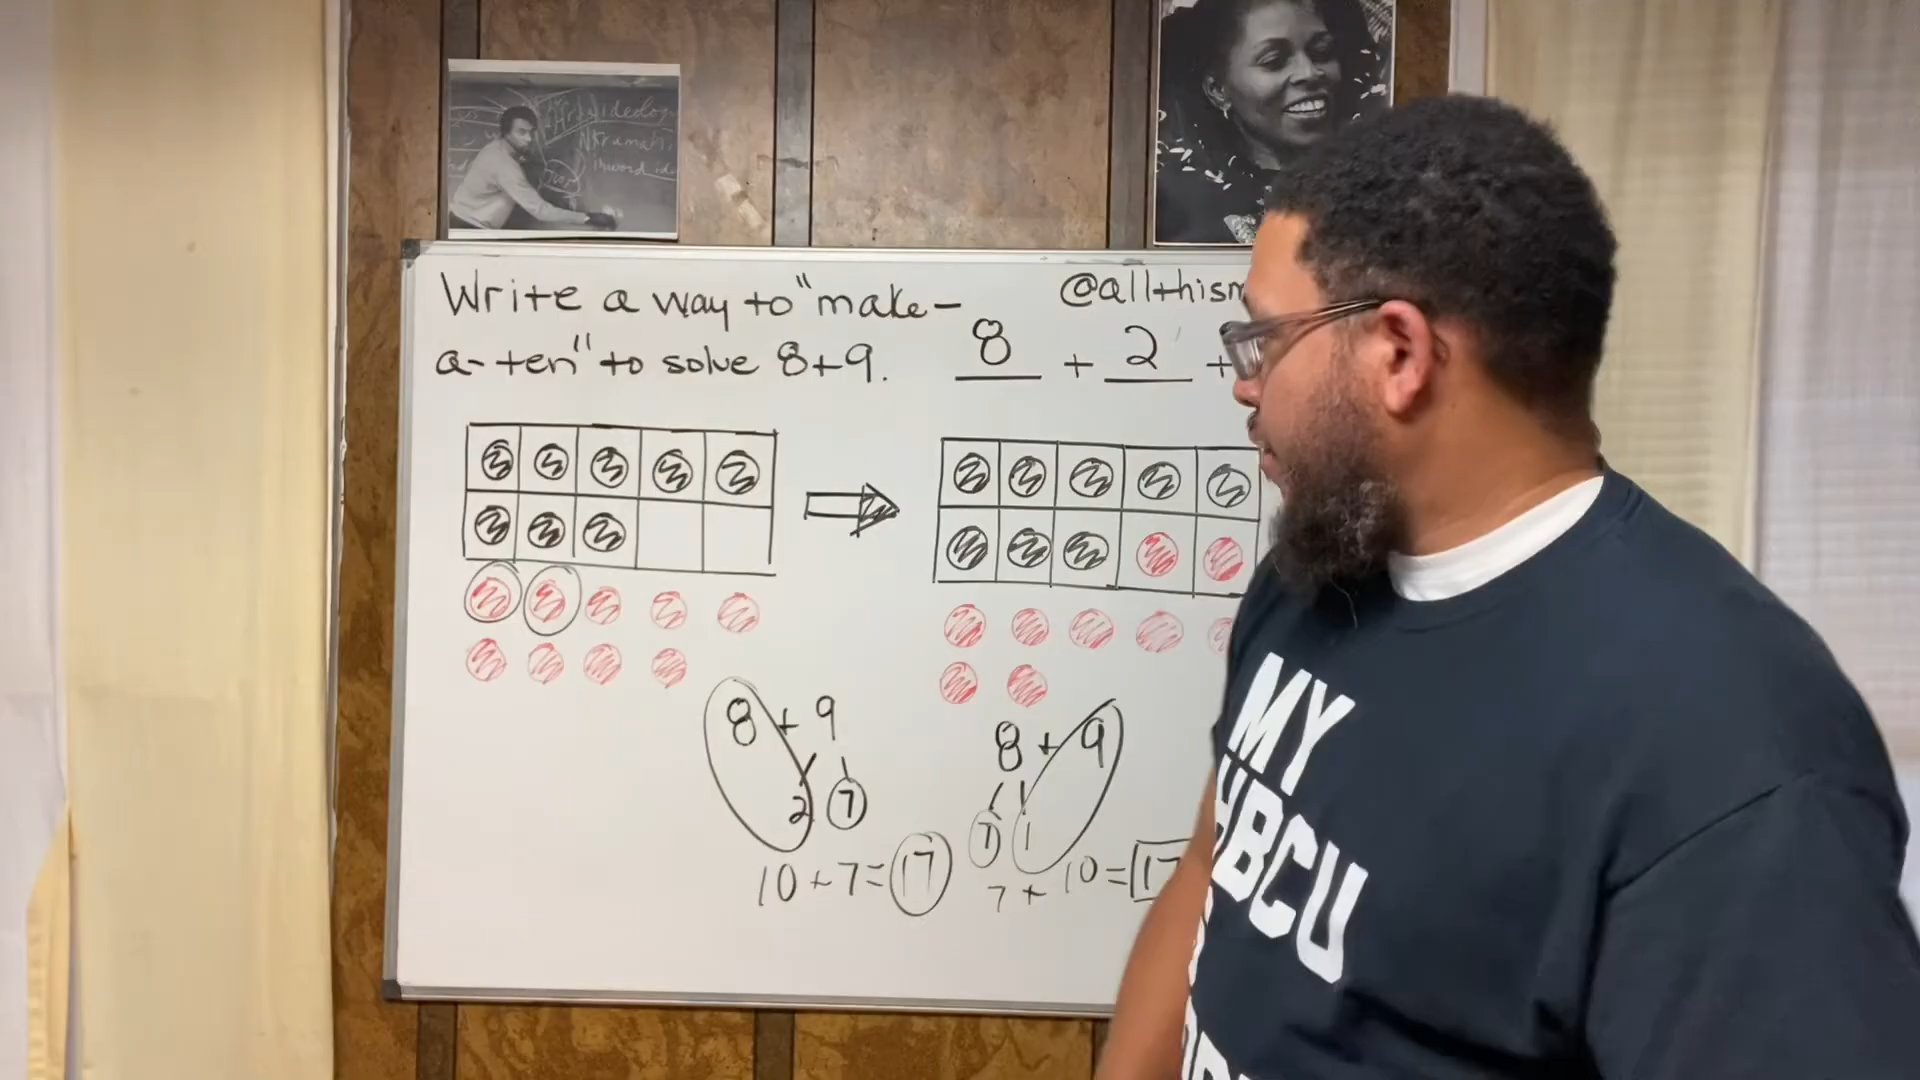 ideology
Write a way to "make-
@allthism
a-ten" to solve 8+9.
8 + 2 +
8 + 9
2 7
10 + 7 = 17
8 + 9
7 1
7 + 10 = 17
MY
HBCU